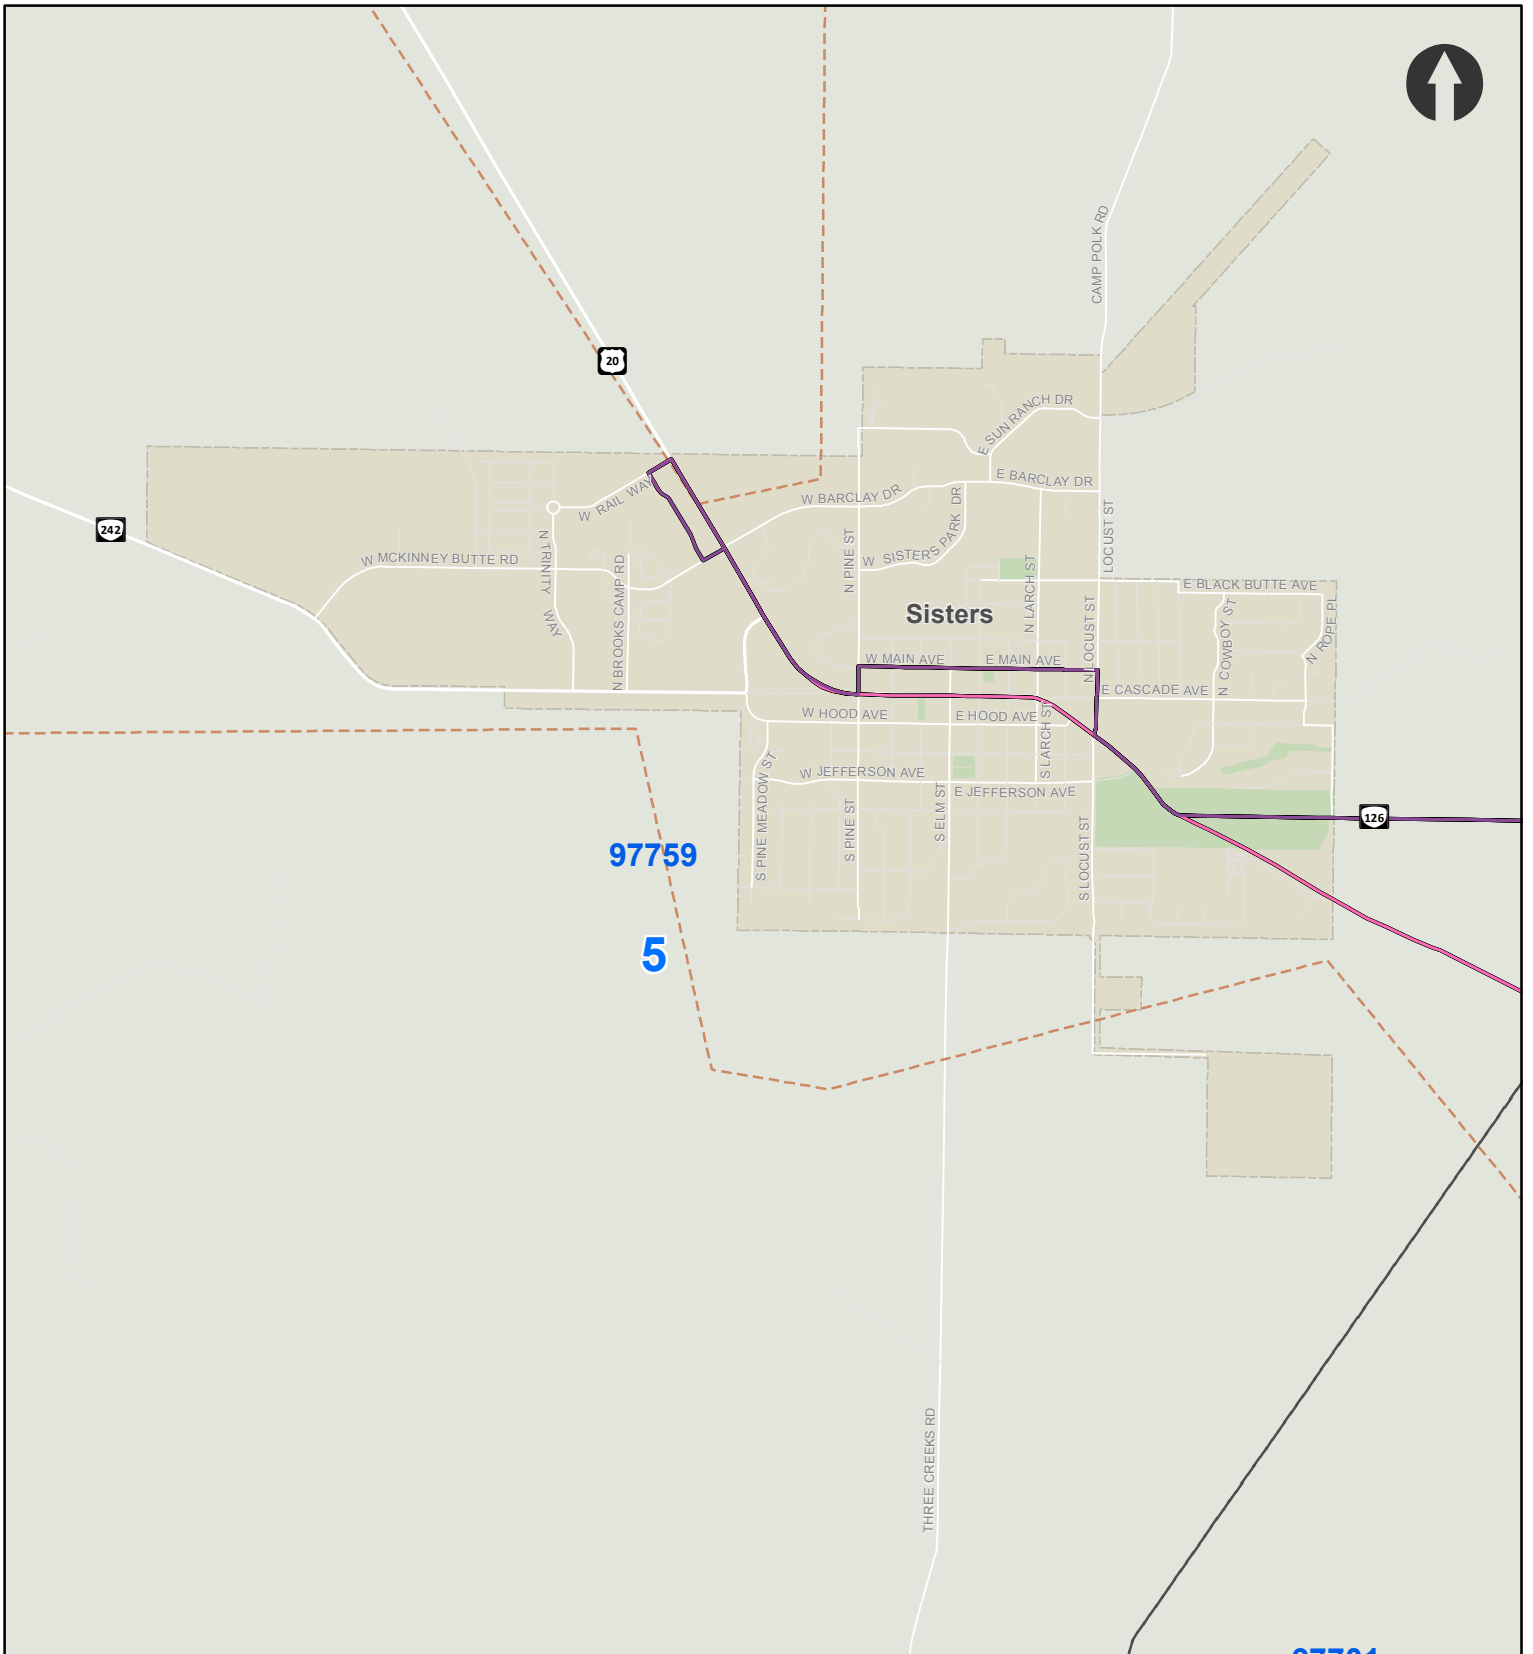 CAMP POLK RD
20
E SUN RANCH DR
W RAIL WAY
W BARCLAY DR
E BARCLAY DR
242
N TRINITY WAY
W MCKINNEY BUTTE RD
N BROOKS CAMP RD
N PINE ST
W SISTERS PARK DR
N LARCH ST
LOCUST ST
E BLACK BUTTE AVE
Sisters
N LOCUST ST
N COWBOY ST
N ROPE PL
W MAIN AVE
E MAIN AVE
E CASCADE AVE
W HOOD AVE
E HOOD AVE
S LARCH ST
W JEFFERSON AVE
E JEFFERSON AVE
S PINE MEADOW ST
S PINE ST
S ELM ST
S LOCUST ST
126
97759
5
THREE CREEKS RD